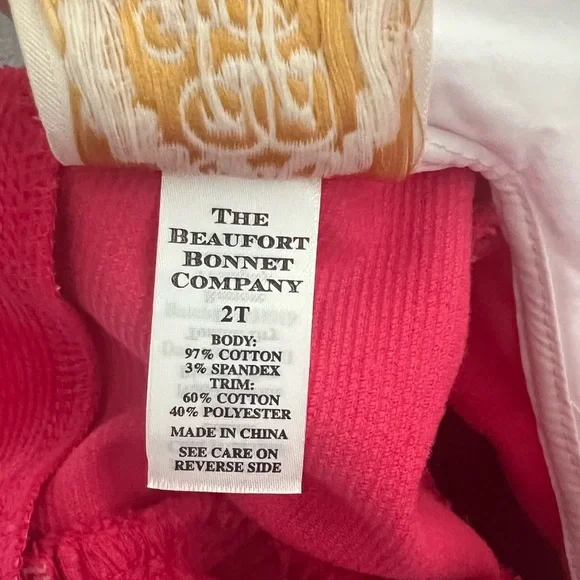 THE
BEAUFORT
BONNET
COMPANY
2T
BODY:
97% COTTON
3% SPANDEX
TRIM:
60% COTTON
40% POLYESTER
MADE IN CHINA
SEE CARE ON
REVERSE SIDE